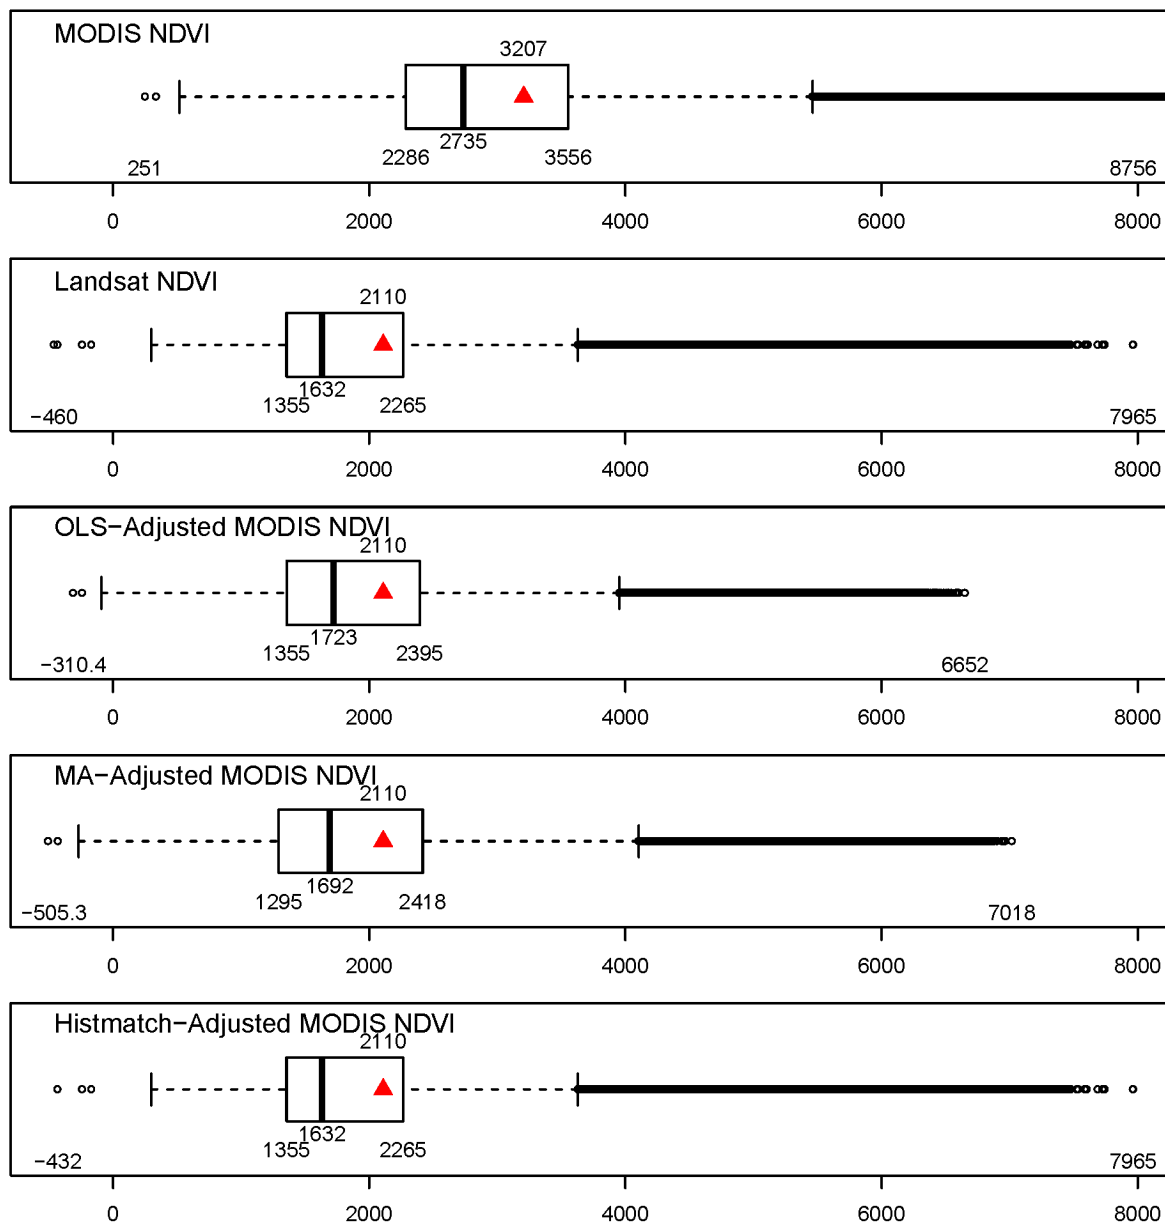 MODIS NDVI
3207
2735
2286 3556
251 8756
0 2000 4000 6000 8000
Landsat NDVI
2110
1632
1355 2265
−460 7965
0 2000 4000 6000 8000
OLS−Adjusted MODIS NDVI
2110
1723
1355 2395
−310.4 6652
0 2000 4000 6000 8000
MA−Adjusted MODIS NDVI
2110
1692
1295 2418
−505.3 7018
0 2000 4000 6000 8000
Histmatch−Adjusted MODIS NDVI
2110
1632
1355 2265
−432 7965
0 2000 4000 6000 8000